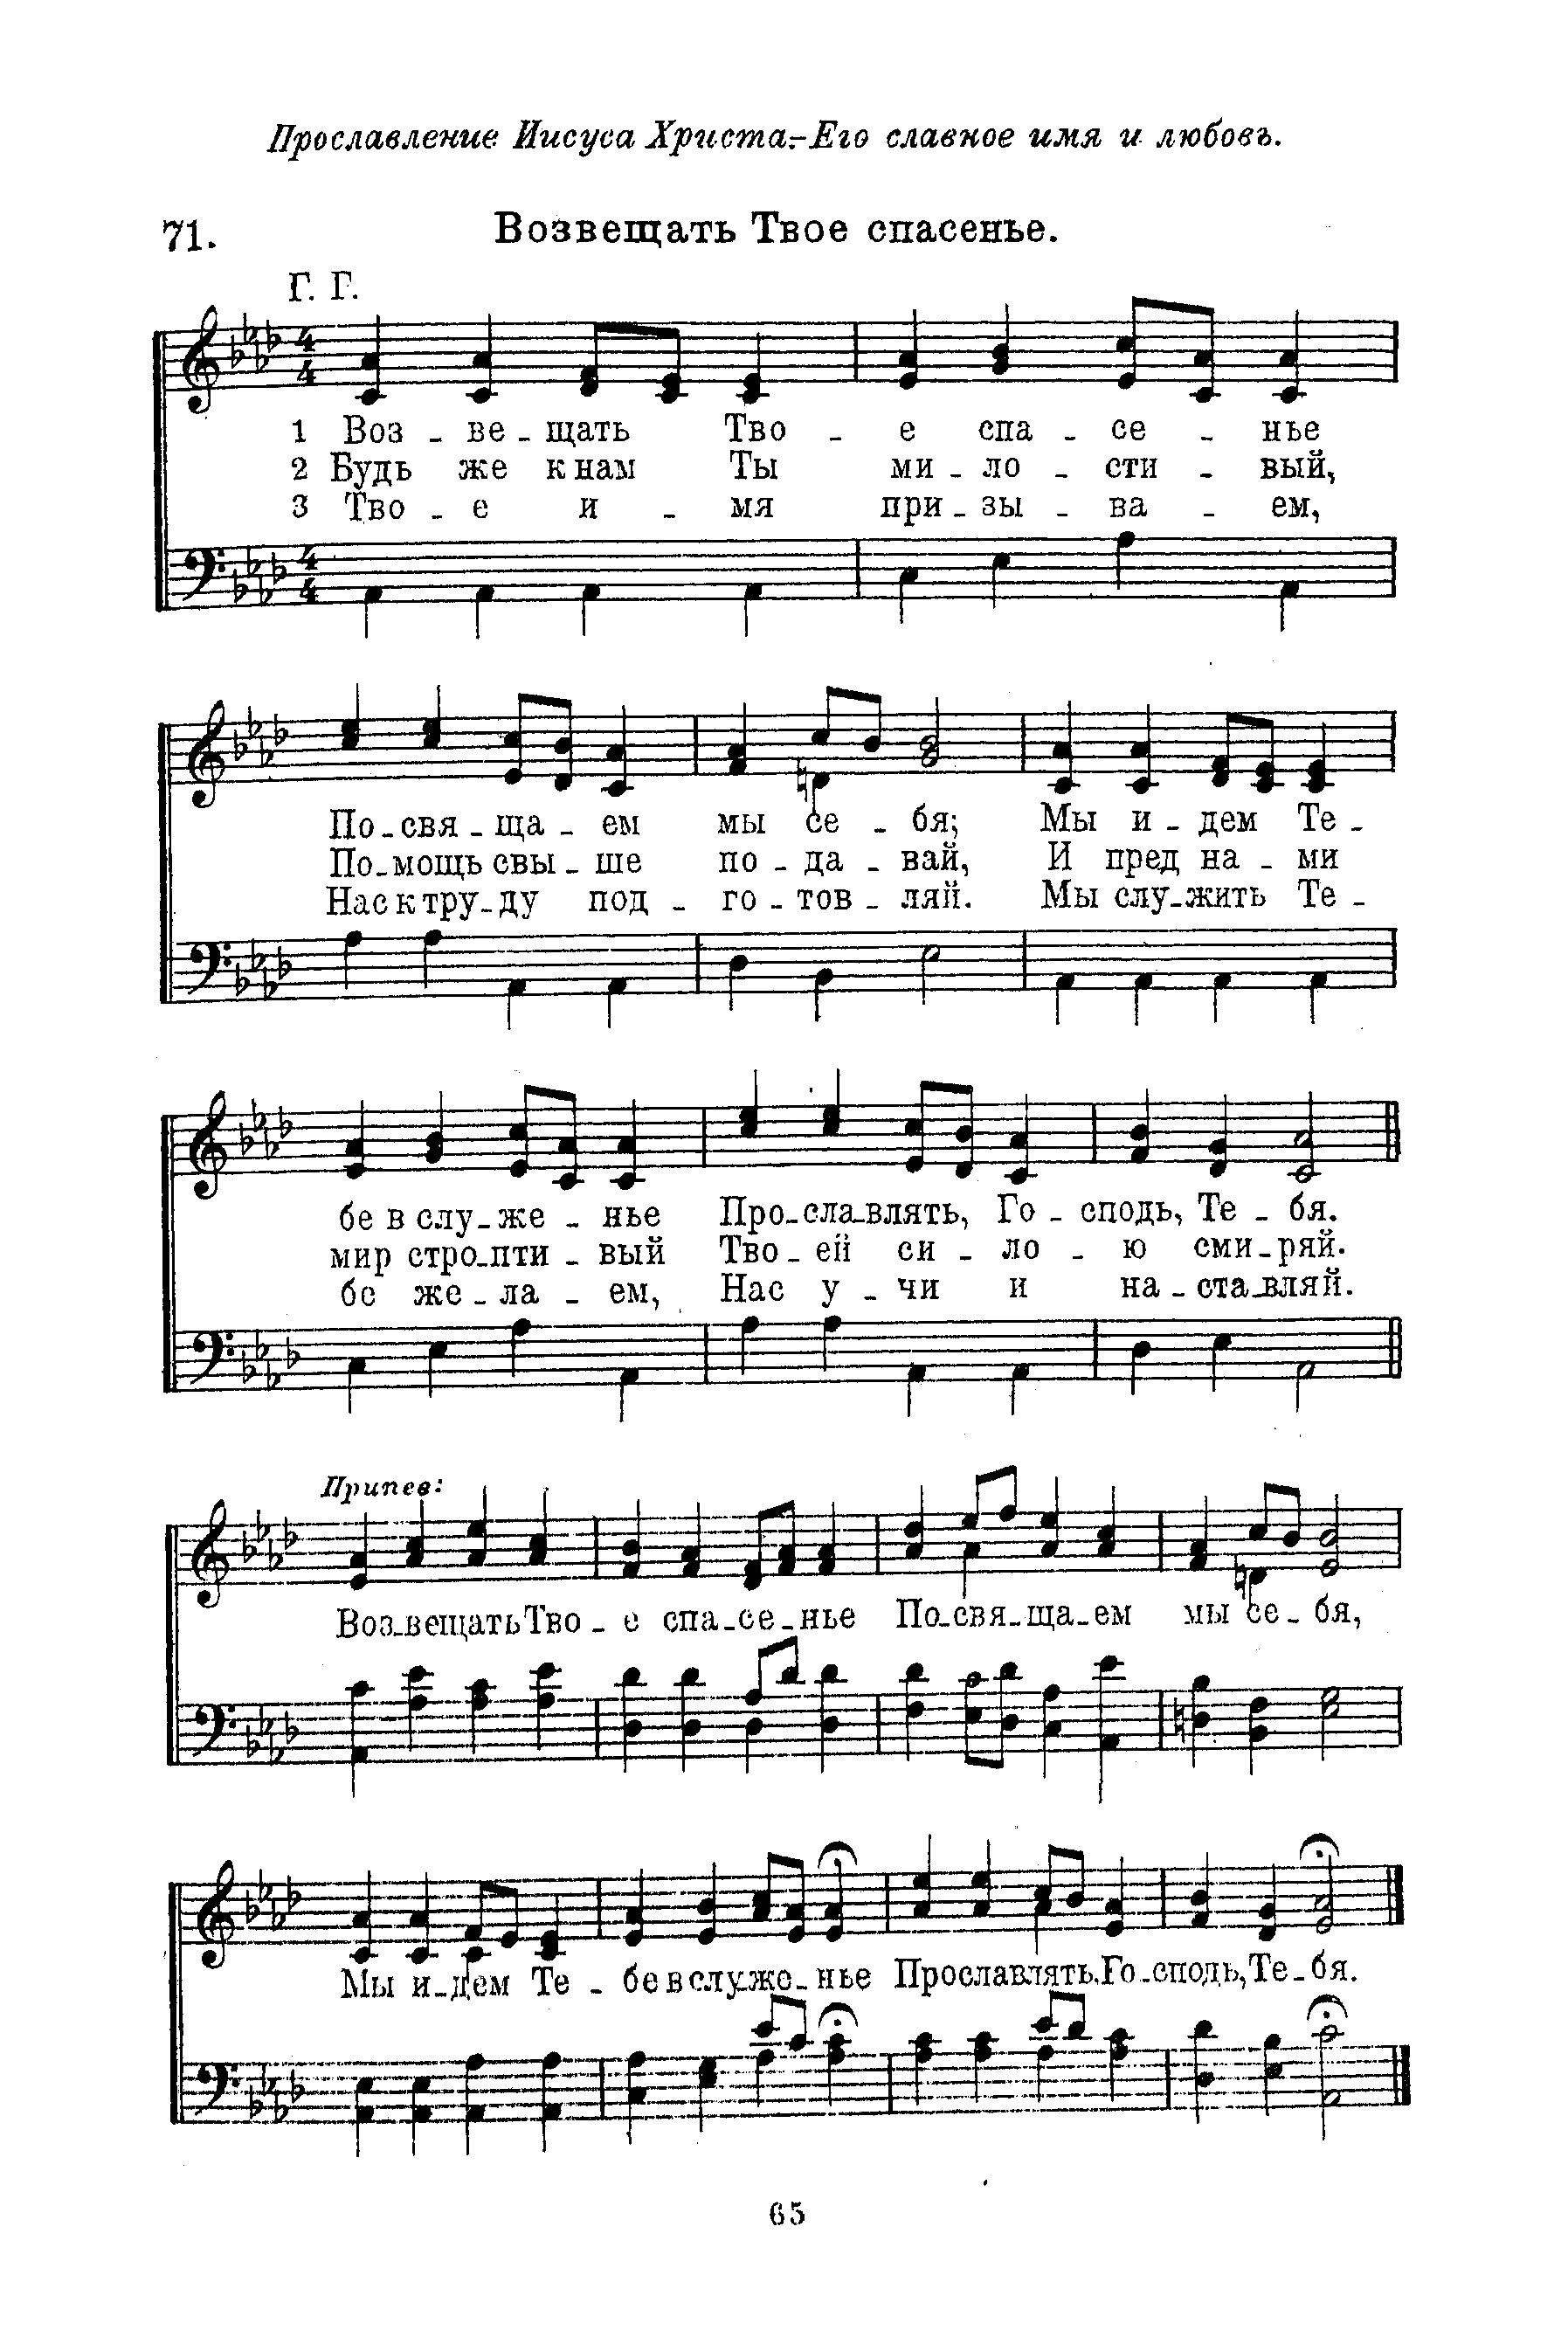 Прославление Иисуса Христа.-Его славное имя и любовь.
71. Возвещать Твое спасенье.
Г. Г.
1 Воз - ве - щать Тво - е спа - се - нье
2 Будь же к нам Ты ми - ло - сти - вый,
3 Тво - е и - мя при - зы - ва - ем,
По - свя - ща - ем мы се - бя; Мы и - дем Те -
По - мощь свы - ше по - да - вай, И пред на - ми
Нас к тру - ду под - го - тов - ляй. Мы слу - жить Те -
бе в слу - же - нье Про - сла - влять, Го - сподь, Те - бя.
мир стро - пти - вый Тво - ей си - ло - ю сми - ряй.
бе же - ла - ем, Нас у - чи и на - ста - вляй.
Припев:
Воз - вещать Тво - е спа - се - нье По - свя - ща - ем мы се - бя,
Мы и - дем Те - бе в слу - же - нье Прославлять, Го - сподь, Те - бя.
65